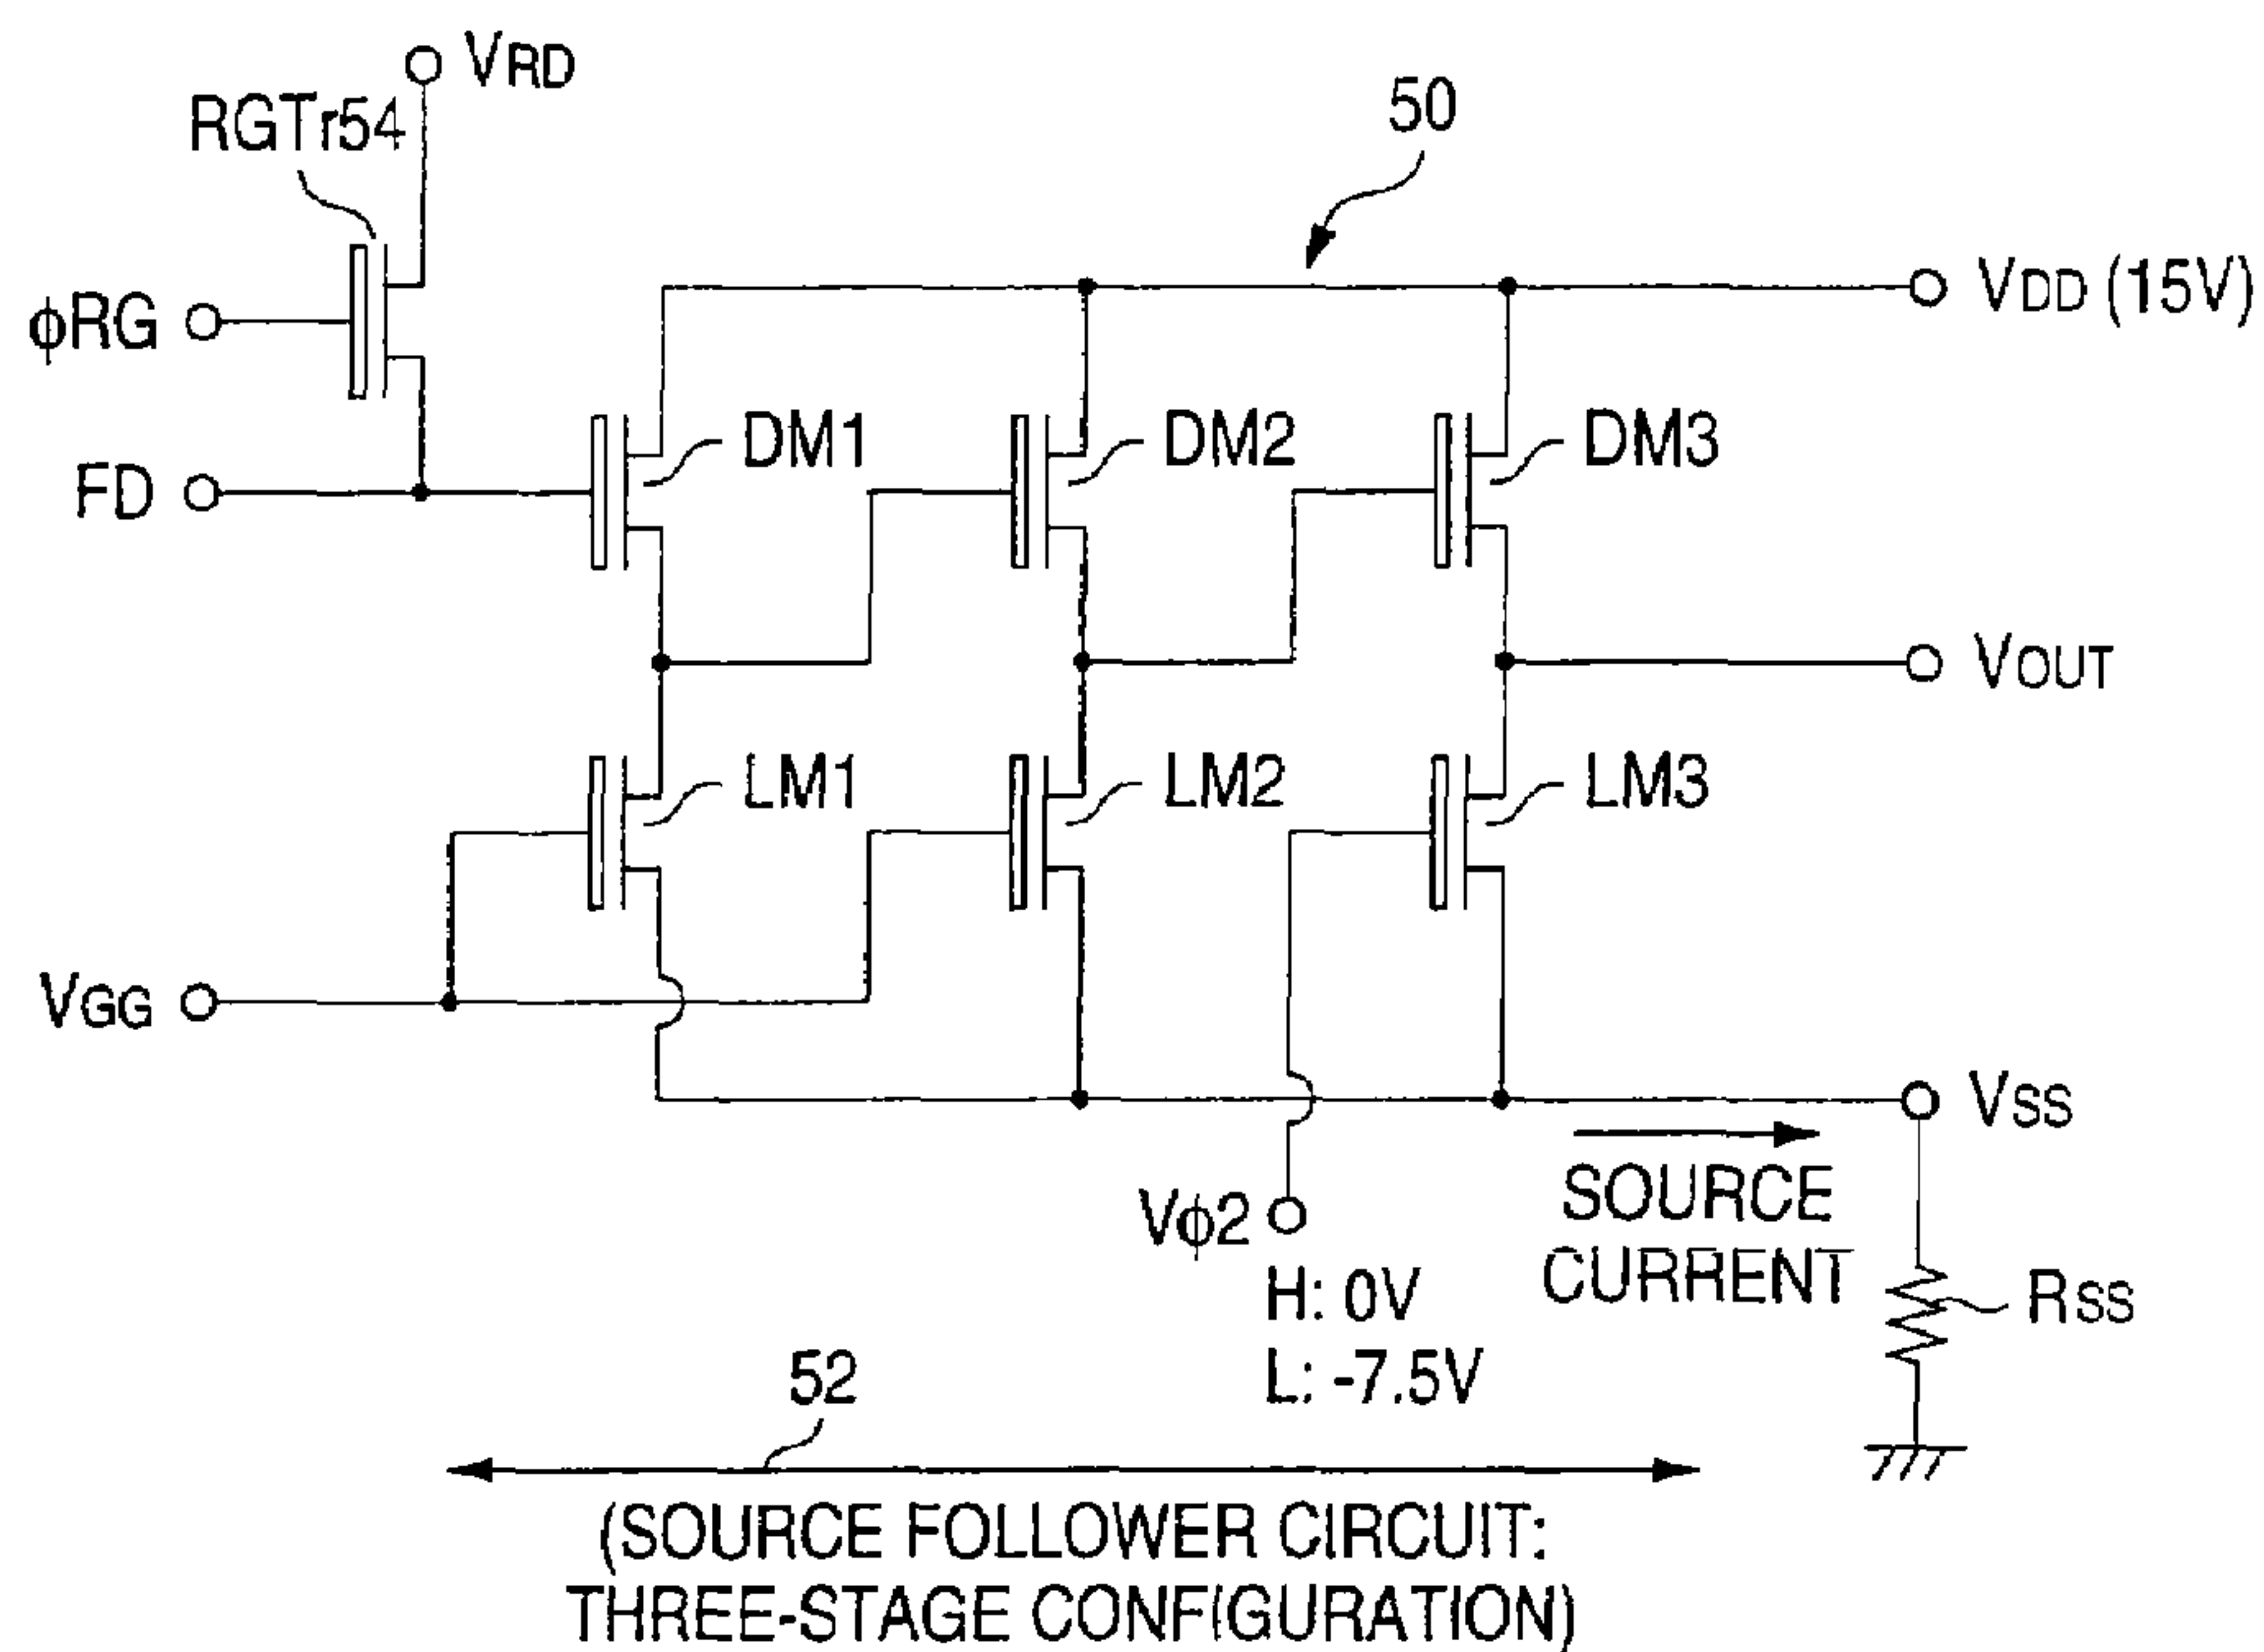 VRD
RGTr54
50
ϕRG
VDD (15V)
DM1
DM2
DM3
FD
VOUT
LM1
LM2
LM3
VGG
VSS
SOURCE
CURRENT
Vϕ2
H: 0V
L: -7.5V
RSS
52
(SOURCE FOLLOWER CIRCUIT:
THREE-STAGE CONFIGURATION)